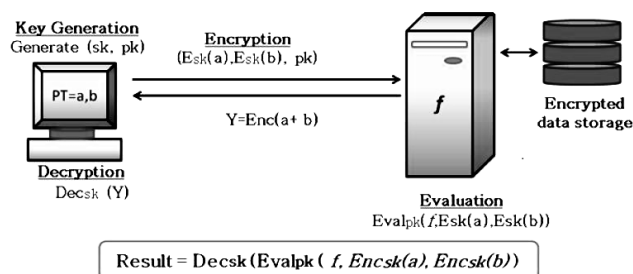 Key Generation
Generate (sk, pk)
PT=a,b
Decryption
Decsk (Y)
Encryption
(Esk(a),Esk(b), pk)
Y=Enc(a+ b)
f
Encrypted
data storage
Evaluation
Evalpk(f,Esk(a),Esk(b))
Result = Decsk(Evalpk ( f, Encsk(a), Encsk(b))